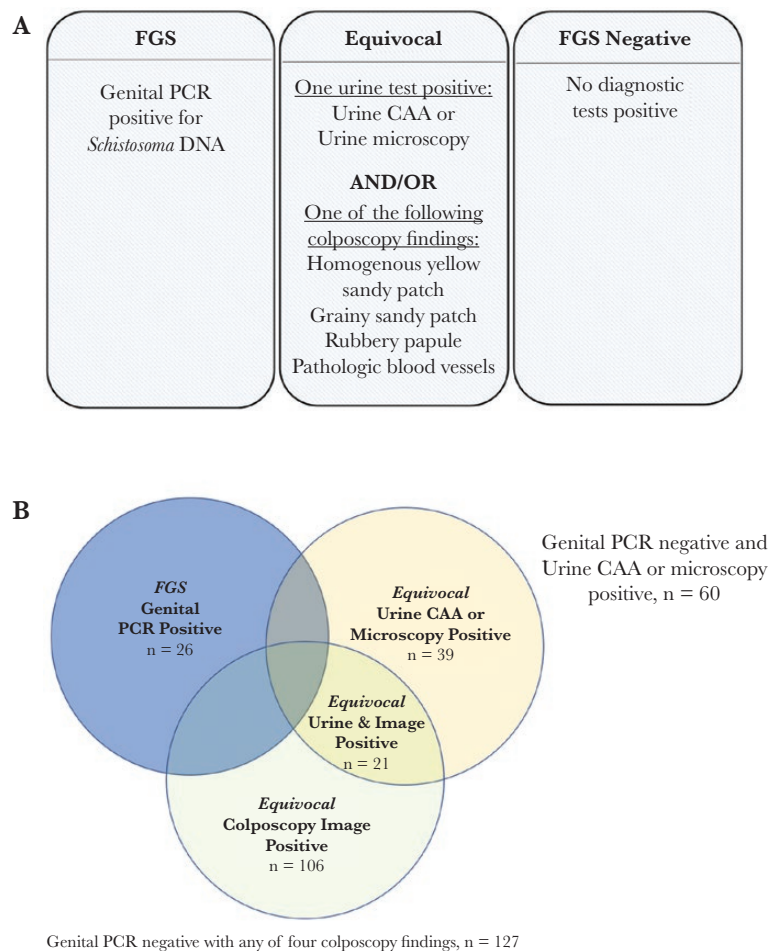 A
FGS
Genital PCR
positive for
Schistosoma DNA
Equivocal
One urine test positive:
Urine CAA or
Urine microscopy
AND/OR
One of the following
colposcopy findings:
Homogenous yellow
sandy patch
Grainy sandy patch
Rubbery papule
Pathologic blood vessels
FGS Negative
No diagnostic
tests positive
B
FGS
Genital
PCR Positive
n = 26
Equivocal
Urine CAA or
Microscopy Positive
n = 39
Genital PCR negative and
Urine CAA or microscopy
positive, n = 60
Equivocal
Urine & Image
Positive
n = 21
Equivocal
Colposcopy Image
Positive
n = 106
Genital PCR negative with any of four colposcopy findings, n = 127